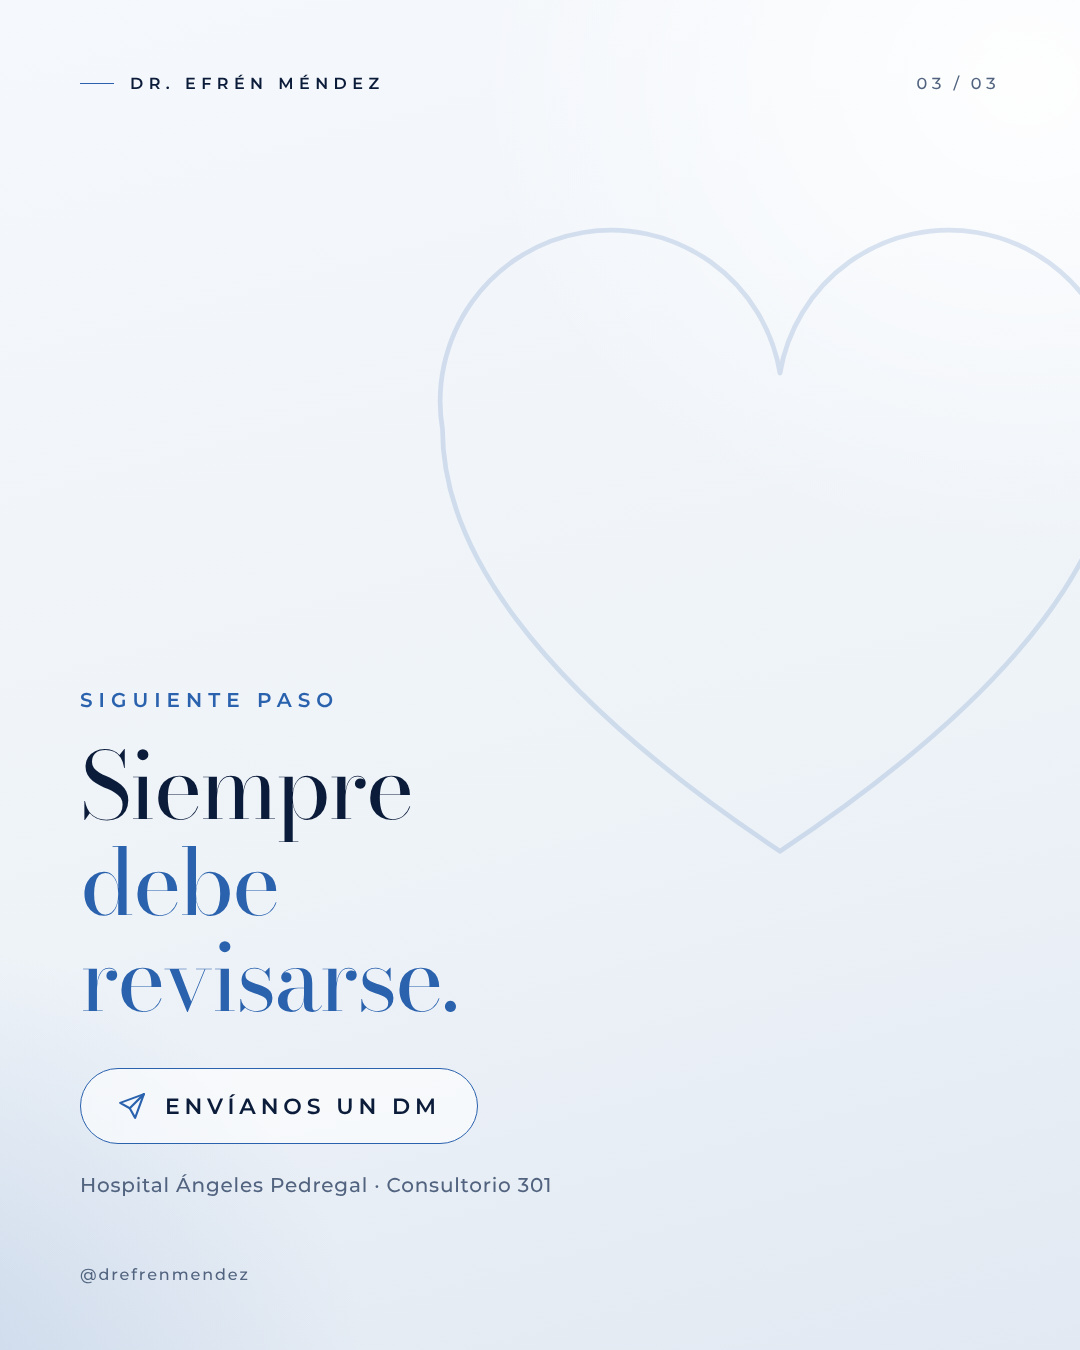 DR. EFRÉN MÉNDEZ
03 / 03
SIGUIENTE PASO
Siempre
debe
revisarse.
ENVÍANOS UN DM
Hospital Ángeles Pedregal · Consultorio 301
@drefrenmendez